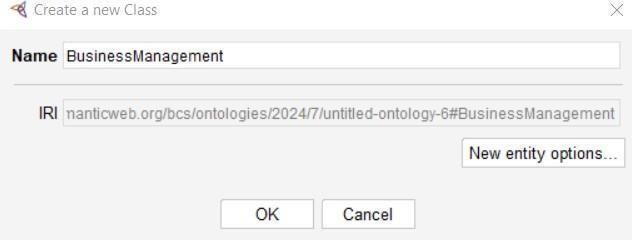 Create a new Class
Name BusinessManagement
IRI nanticweb.org/bcs/ontologies/2024/7/untitled-ontology-6#BusinessManagement
New entity options...
OK Cancel